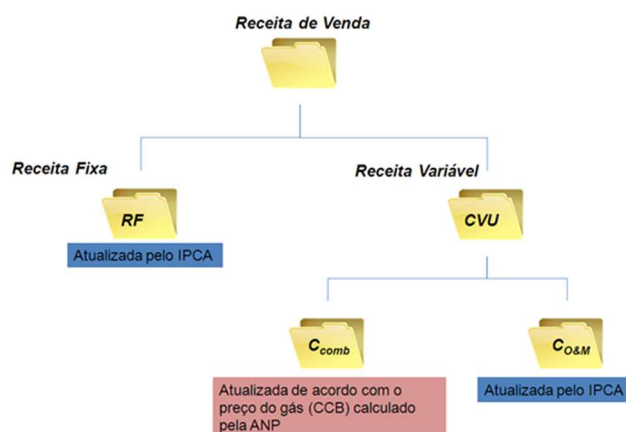 Receita de Venda
Receita Fixa
Receita Variável
RF
CVU
Atualizada pelo IPCA
Ccomb
CO&M
Atualizada de acordo com o
preço do gás (CCB) calculado
pela ANP
Atualizada pelo IPCA